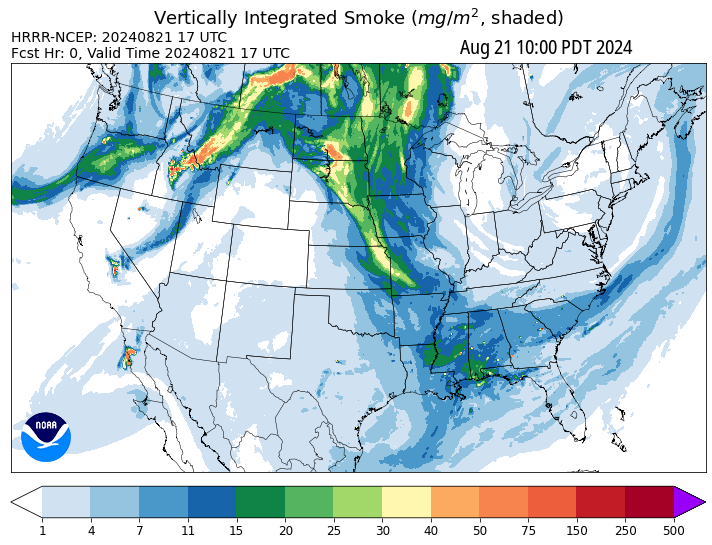 Vertically Integrated Smoke (mg/m², shaded)
HRRR-NCEP: 20240821 17 UTC
Fcst Hr: 0, Valid Time 20240821 17 UTC
Aug 21 10:00 PDT 2024
NOAA
1 4 7 11 15 20 25 30 40 50 75 150 250 500